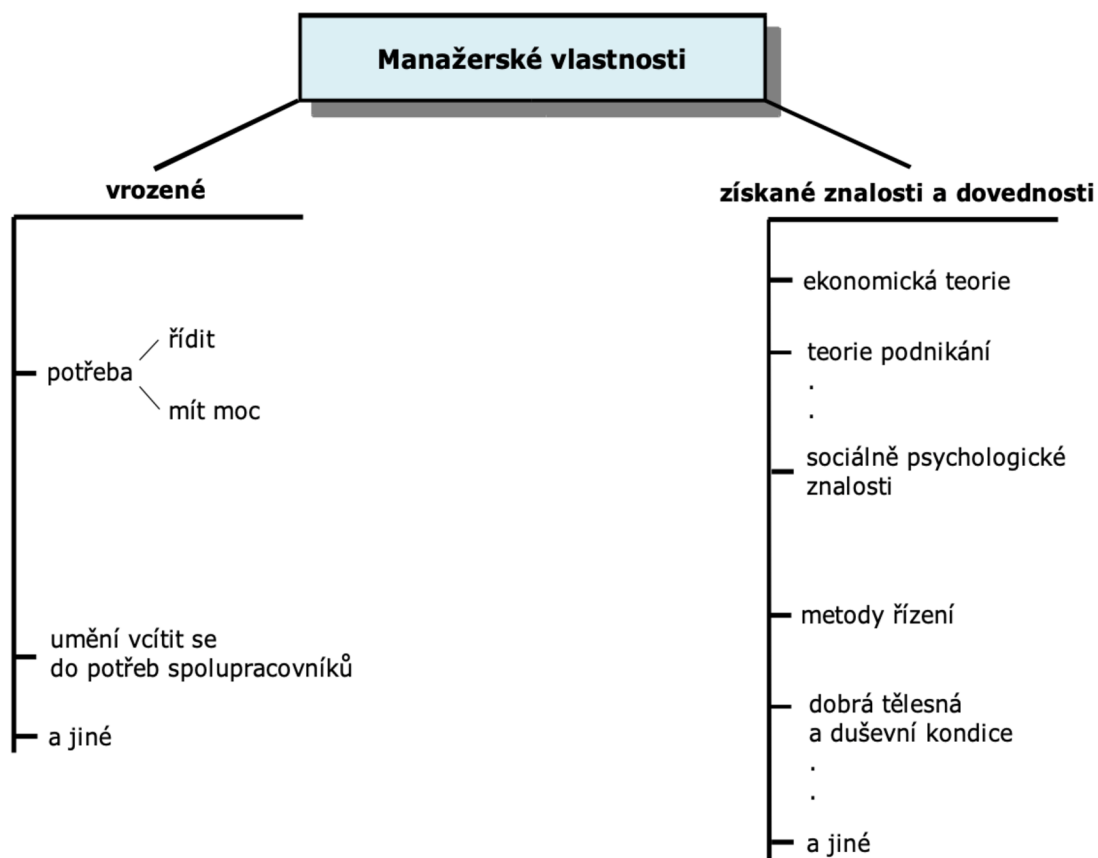 Manažerské vlastnosti
vrozené
potřeba
řídit
mít moc
umění vcítit se
do potřeb spolupracovníků
a jiné
získané znalosti a dovednosti
ekonomická teorie
teorie podnikání
.
.
sociálně psychologické
znalosti
metody řízení
dobrá tělesná
a duševní kondice
.
.
a jiné